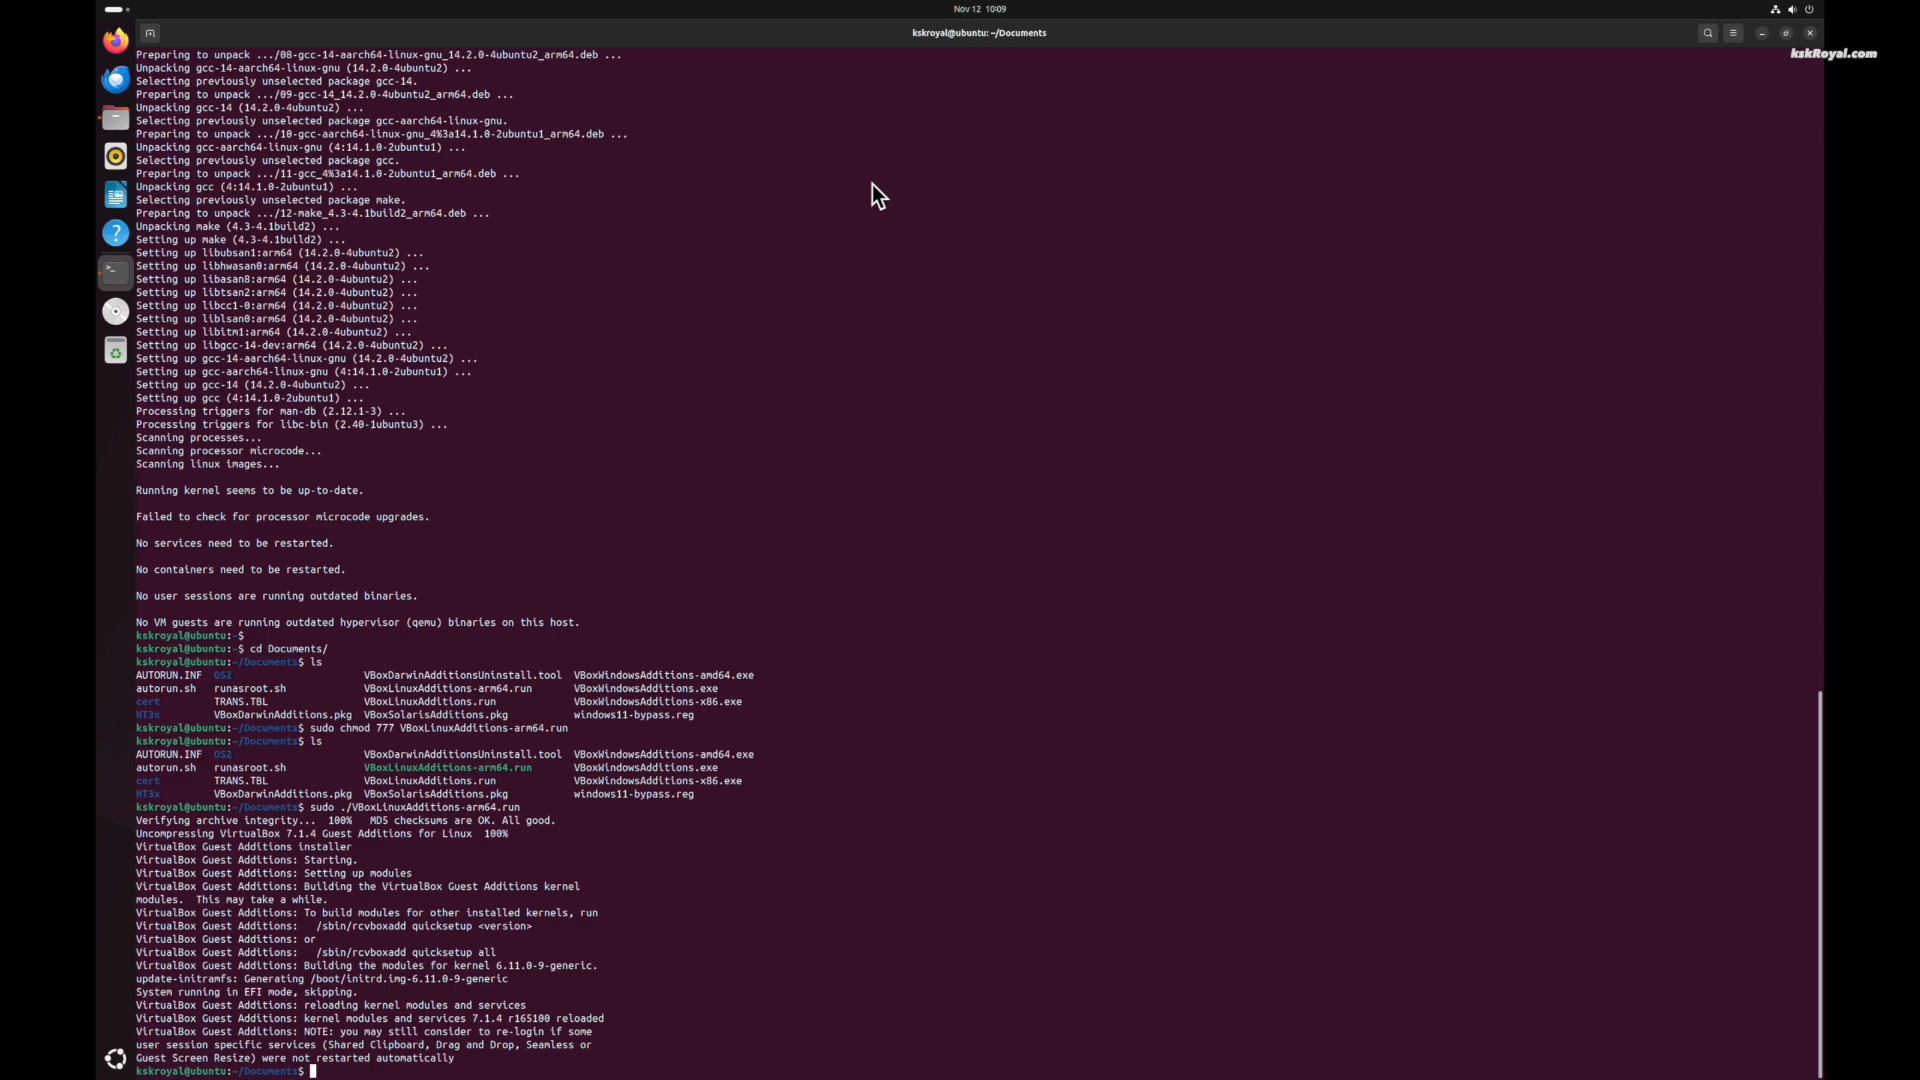 Nov 12 10:09
kskroyal@ubuntu: ~/Documents
kskRoyal.com
Preparing to unpack .../08-gcc-14-aarch64-linux-gnu_14.2.0-4ubuntu2_arm64.deb ...
Unpacking gcc-14-aarch64-linux-gnu (14.2.0-4ubuntu2) ...
Selecting previously unselected package gcc-14.
Preparing to unpack .../09-gcc-14_14.2.0-4ubuntu2_arm64.deb ...
Unpacking gcc-14 (14.2.0-4ubuntu2) ...
Selecting previously unselected package gcc-aarch64-linux-gnu.
Preparing to unpack .../10-gcc-aarch64-linux-gnu_4%3a14.1.0-2ubuntu1_arm64.deb ...
Unpacking gcc-aarch64-linux-gnu (4:14.1.0-2ubuntu1) ...
Selecting previously unselected package gcc.
Preparing to unpack .../11-gcc_4%3a14.1.0-2ubuntu1_arm64.deb ...
Unpacking gcc (4:14.1.0-2ubuntu1) ...
Selecting previously unselected package make.
Preparing to unpack .../12-make_4.3-4.1build2_arm64.deb ...
Unpacking make (4.3-4.1build2) ...
Setting up make (4.3-4.1build2) ...
Setting up libubsan1:arm64 (14.2.0-4ubuntu2) ...
Setting up libhwasan0:arm64 (14.2.0-4ubuntu2) ...
Setting up libasan8:arm64 (14.2.0-4ubuntu2) ...
Setting up libtsan2:arm64 (14.2.0-4ubuntu2) ...
Setting up libcc1-0:arm64 (14.2.0-4ubuntu2) ...
Setting up liblsan0:arm64 (14.2.0-4ubuntu2) ...
Setting up libitm1:arm64 (14.2.0-4ubuntu2) ...
Setting up libgcc-14-dev:arm64 (14.2.0-4ubuntu2) ...
Setting up gcc-14-aarch64-linux-gnu (14.2.0-4ubuntu2) ...
Setting up gcc-aarch64-linux-gnu (4:14.1.0-2ubuntu1) ...
Setting up gcc-14 (14.2.0-4ubuntu2) ...
Setting up gcc (4:14.1.0-2ubuntu1) ...
Processing triggers for man-db (2.12.1-3) ...
Processing triggers for libc-bin (2.40-1ubuntu3) ...
Scanning processes...
Scanning processor microcode...
Scanning linux images...
Running kernel seems to be up-to-date.
Failed to check for processor microcode upgrades.
No services need to be restarted.
No containers need to be restarted.
No user sessions are running outdated binaries.
No VM guests are running outdated hypervisor (qemu) binaries on this host.
kskroyal@ubuntu:~$
kskroyal@ubuntu:~$ cd Documents/
kskroyal@ubuntu:~/Documents$ ls
AUTORUN.INF OS2 VBoxDarwinAdditionsUninstall.tool VBoxWindowsAdditions-amd64.exe
autorun.sh runasroot.sh VBoxLinuxAdditions-arm64.run VBoxWindowsAdditions.exe
cert TRANS.TBL VBoxLinuxAdditions.run VBoxWindowsAdditions-x86.exe
NT3x VBoxDarwinAdditions.pkg VBoxSolarisAdditions.pkg windows11-bypass.reg
kskroyal@ubuntu:~/Documents$ sudo chmod 777 VBoxLinuxAdditions-arm64.run
kskroyal@ubuntu:~/Documents$ ls
AUTORUN.INF OS2 VBoxDarwinAdditionsUninstall.tool VBoxWindowsAdditions-amd64.exe
autorun.sh runasroot.sh VBoxLinuxAdditions-arm64.run VBoxWindowsAdditions.exe
cert TRANS.TBL VBoxLinuxAdditions.run VBoxWindowsAdditions-x86.exe
NT3x VBoxDarwinAdditions.pkg VBoxSolarisAdditions.pkg windows11-bypass.reg
kskroyal@ubuntu:~/Documents$ sudo ./VBoxLinuxAdditions-arm64.run
Verifying archive integrity... 100% MD5 checksums are OK. All good.
Uncompressing VirtualBox 7.1.4 Guest Additions for Linux 100%
VirtualBox Guest Additions installer
VirtualBox Guest Additions: Starting.
VirtualBox Guest Additions: Setting up modules
VirtualBox Guest Additions: Building the VirtualBox Guest Additions kernel
modules. This may take a while.
VirtualBox Guest Additions: To build modules for other installed kernels, run
VirtualBox Guest Additions: /sbin/rcvboxadd quicksetup <version>
VirtualBox Guest Additions: or
VirtualBox Guest Additions: /sbin/rcvboxadd quicksetup all
VirtualBox Guest Additions: Building the modules for kernel 6.11.0-9-generic.
update-initramfs: Generating /boot/initrd.img-6.11.0-9-generic
System running in EFI mode, skipping.
VirtualBox Guest Additions: reloading kernel modules and services
VirtualBox Guest Additions: kernel modules and services 7.1.4 r165100 reloaded
VirtualBox Guest Additions: NOTE: you may still consider to re-login if some
user session specific services (Shared Clipboard, Drag and Drop, Seamless or
Guest Screen Resize) were not restarted automatically
kskroyal@ubuntu:~/Documents$